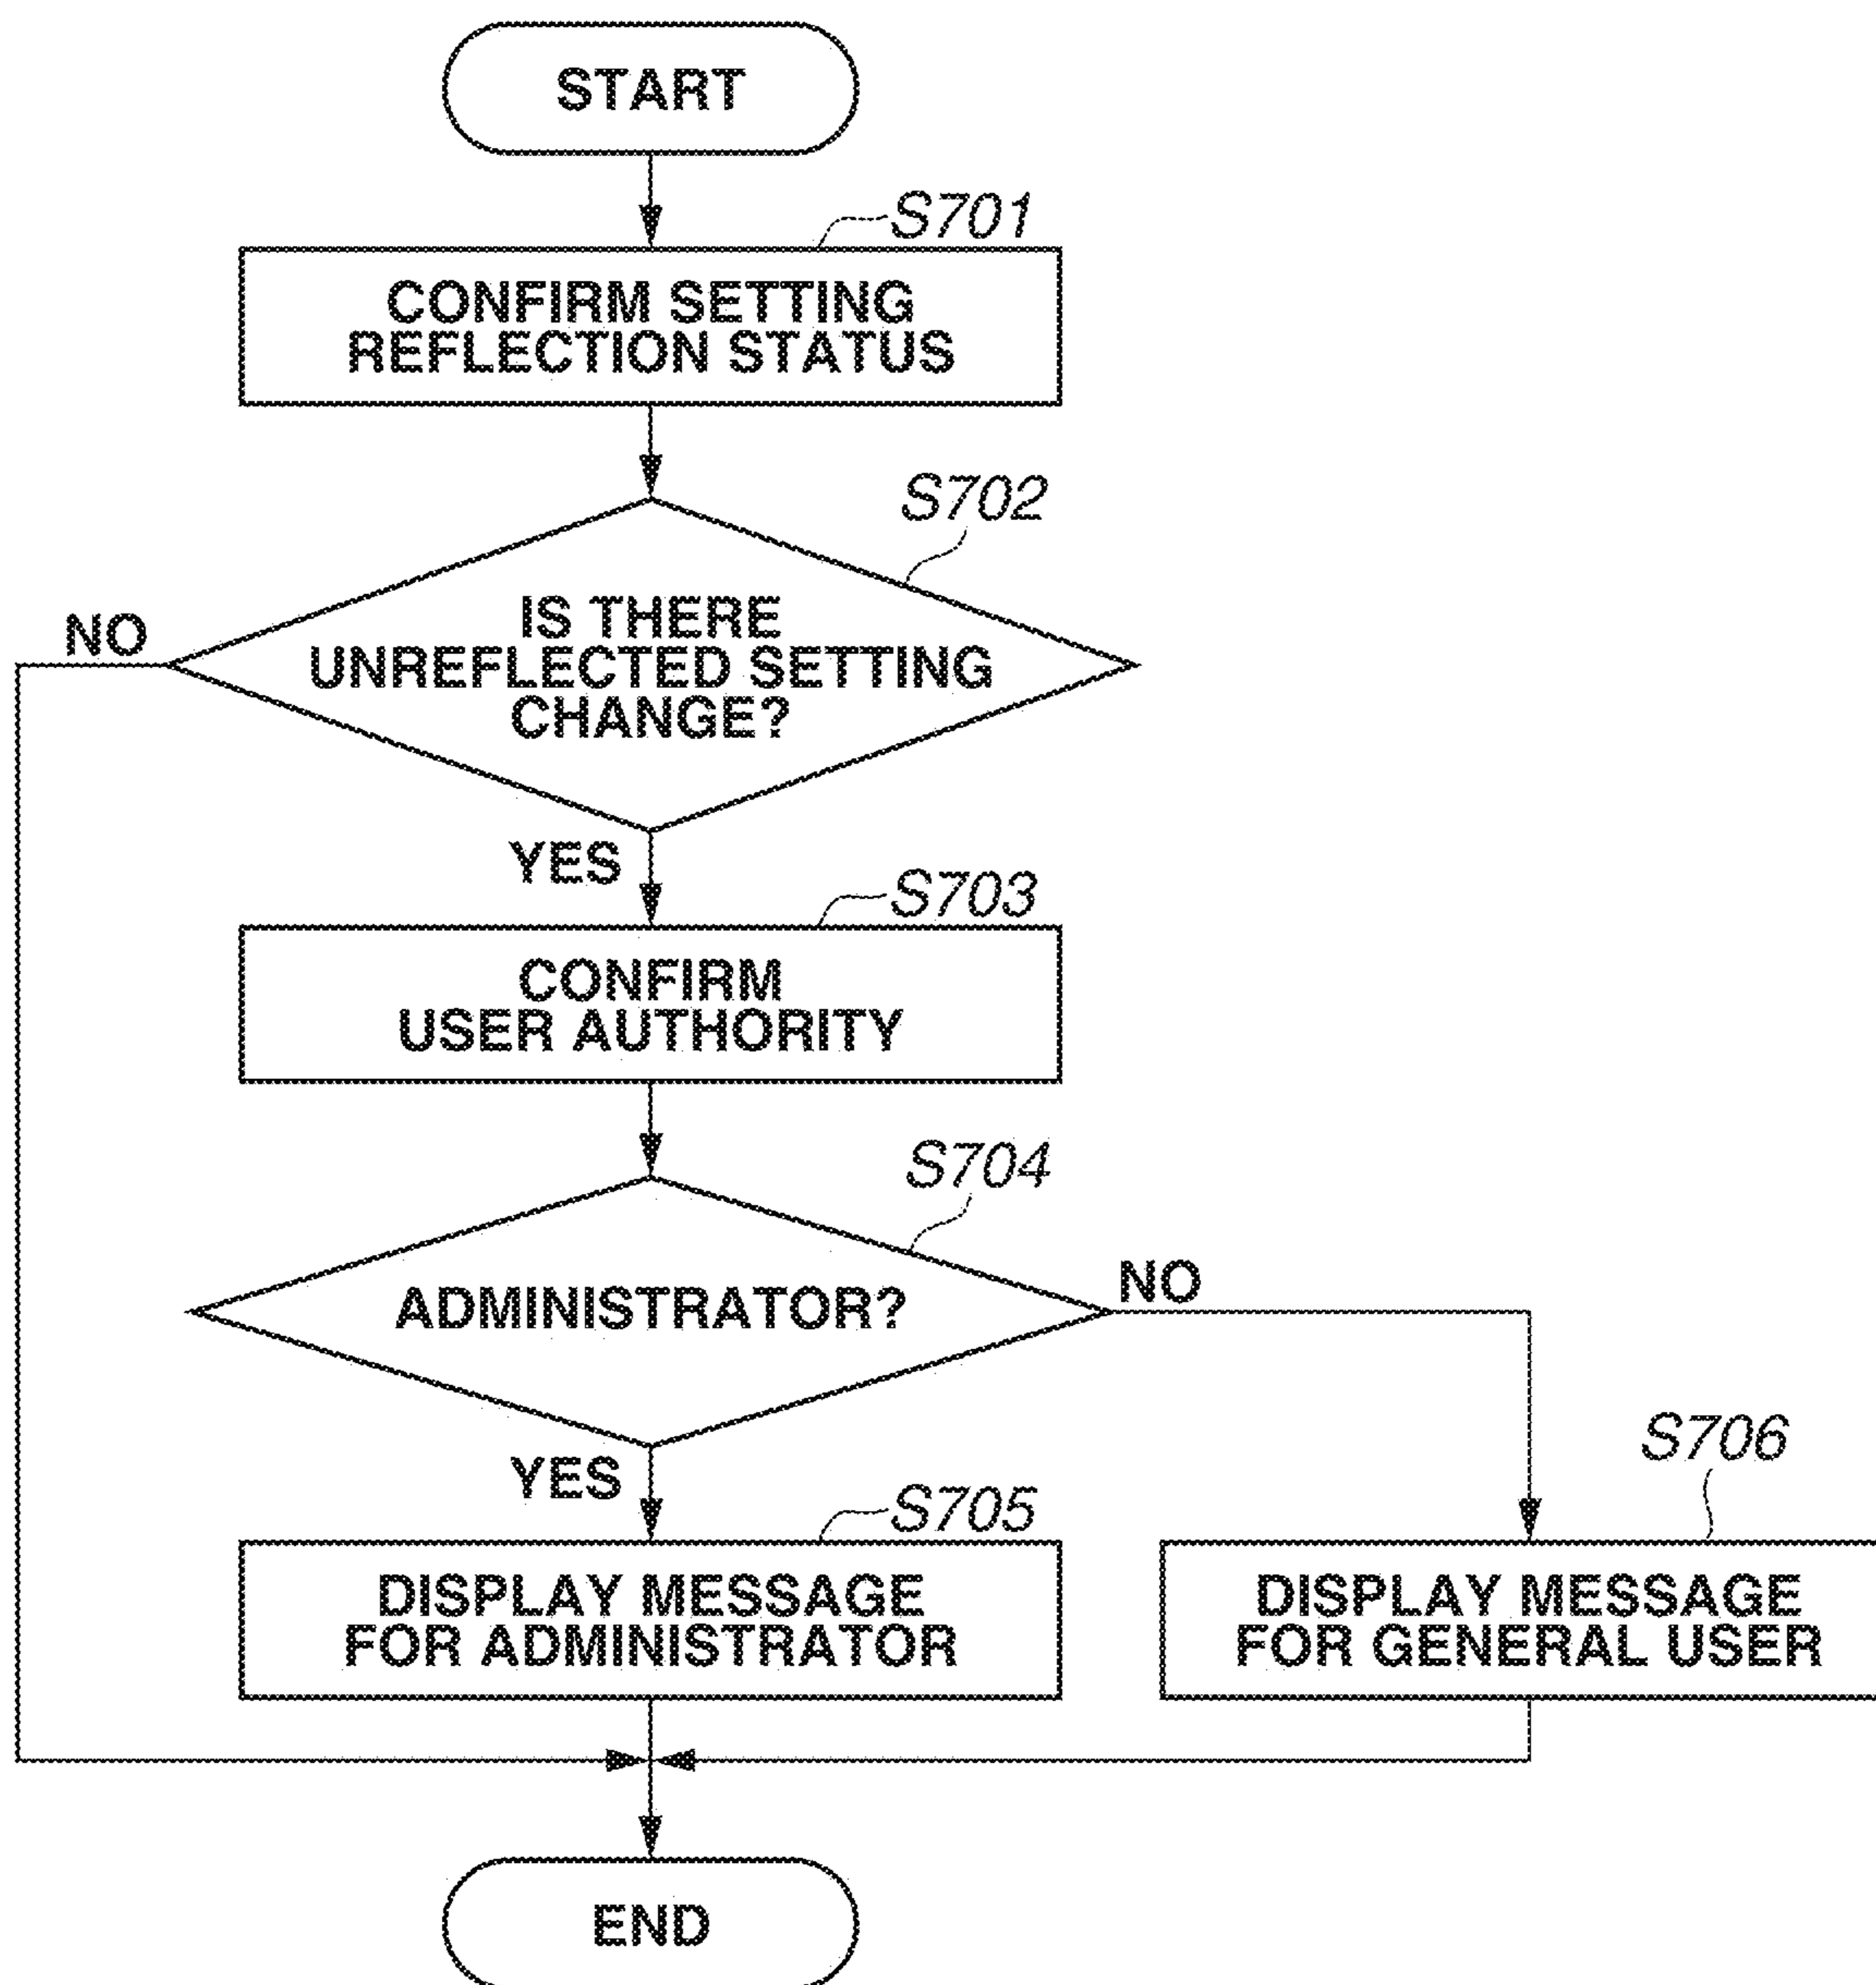 START
S701
CONFIRM SETTING
REFLECTION STATUS
S702
IS THERE
UNREFLECTED SETTING
CHANGE?
NO
YES
S703
CONFIRM
USER AUTHORITY
S704
ADMINISTRATOR?
NO
YES
S705
DISPLAY MESSAGE
FOR ADMINISTRATOR
S706
DISPLAY MESSAGE
FOR GENERAL USER
END